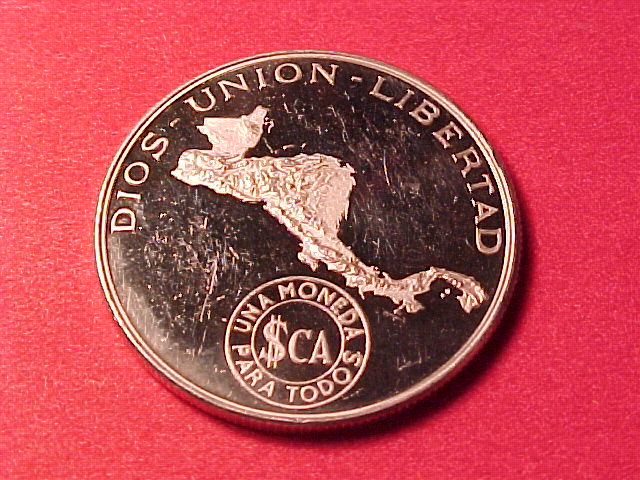 DIOS - UNION - LIBERTAD
UNA MONEDA
$CA
PARA TODOS